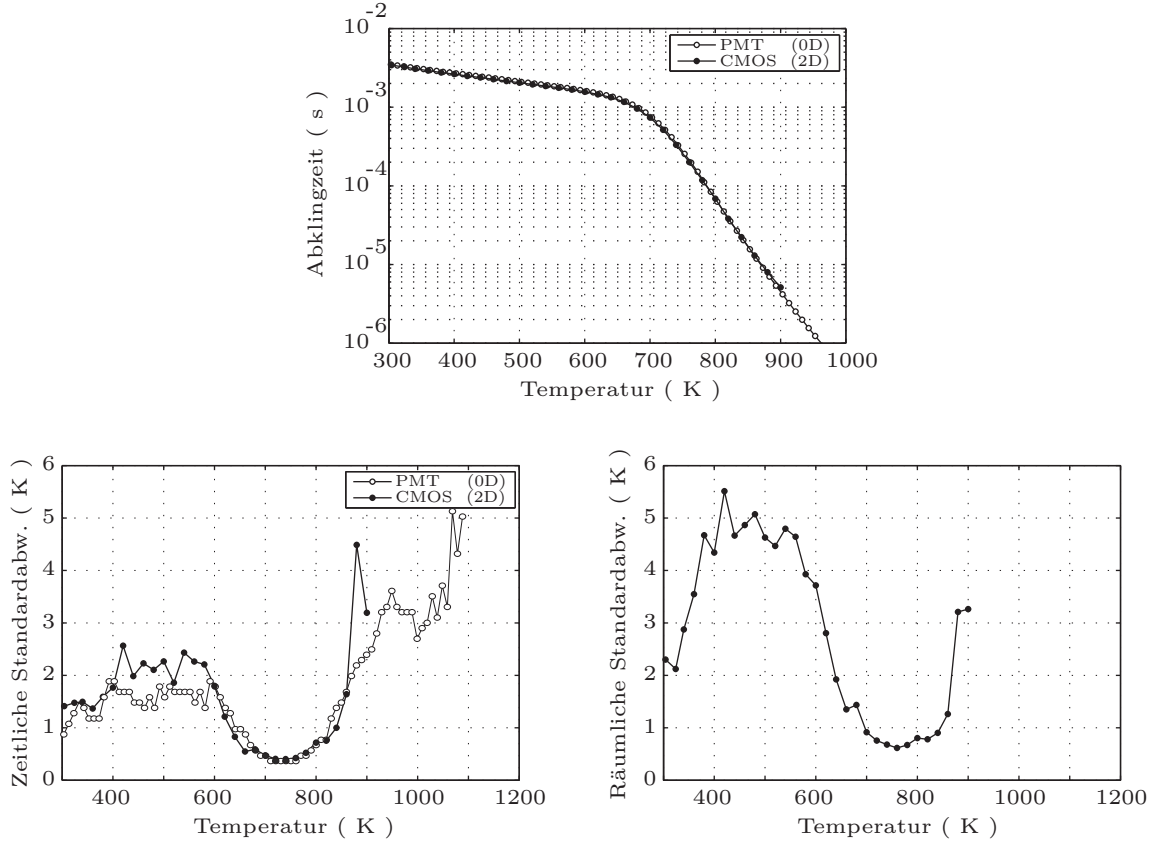 10^-2
10^-3
10^-4
10^-5
10^-6
Abklingzeit ( s )
PMT (0D)
CMOS (2D)
300 400 500 600 700 800 900 1000
Temperatur ( K )
6
5
4
3
2
1
0
Zeitliche Standardabw. ( K )
PMT (0D)
CMOS (2D)
400 600 800 1000 1200
Temperatur ( K )
6
5
4
3
2
1
0
Räumliche Standardabw. ( K )
400 600 800 1000 1200
Temperatur ( K )